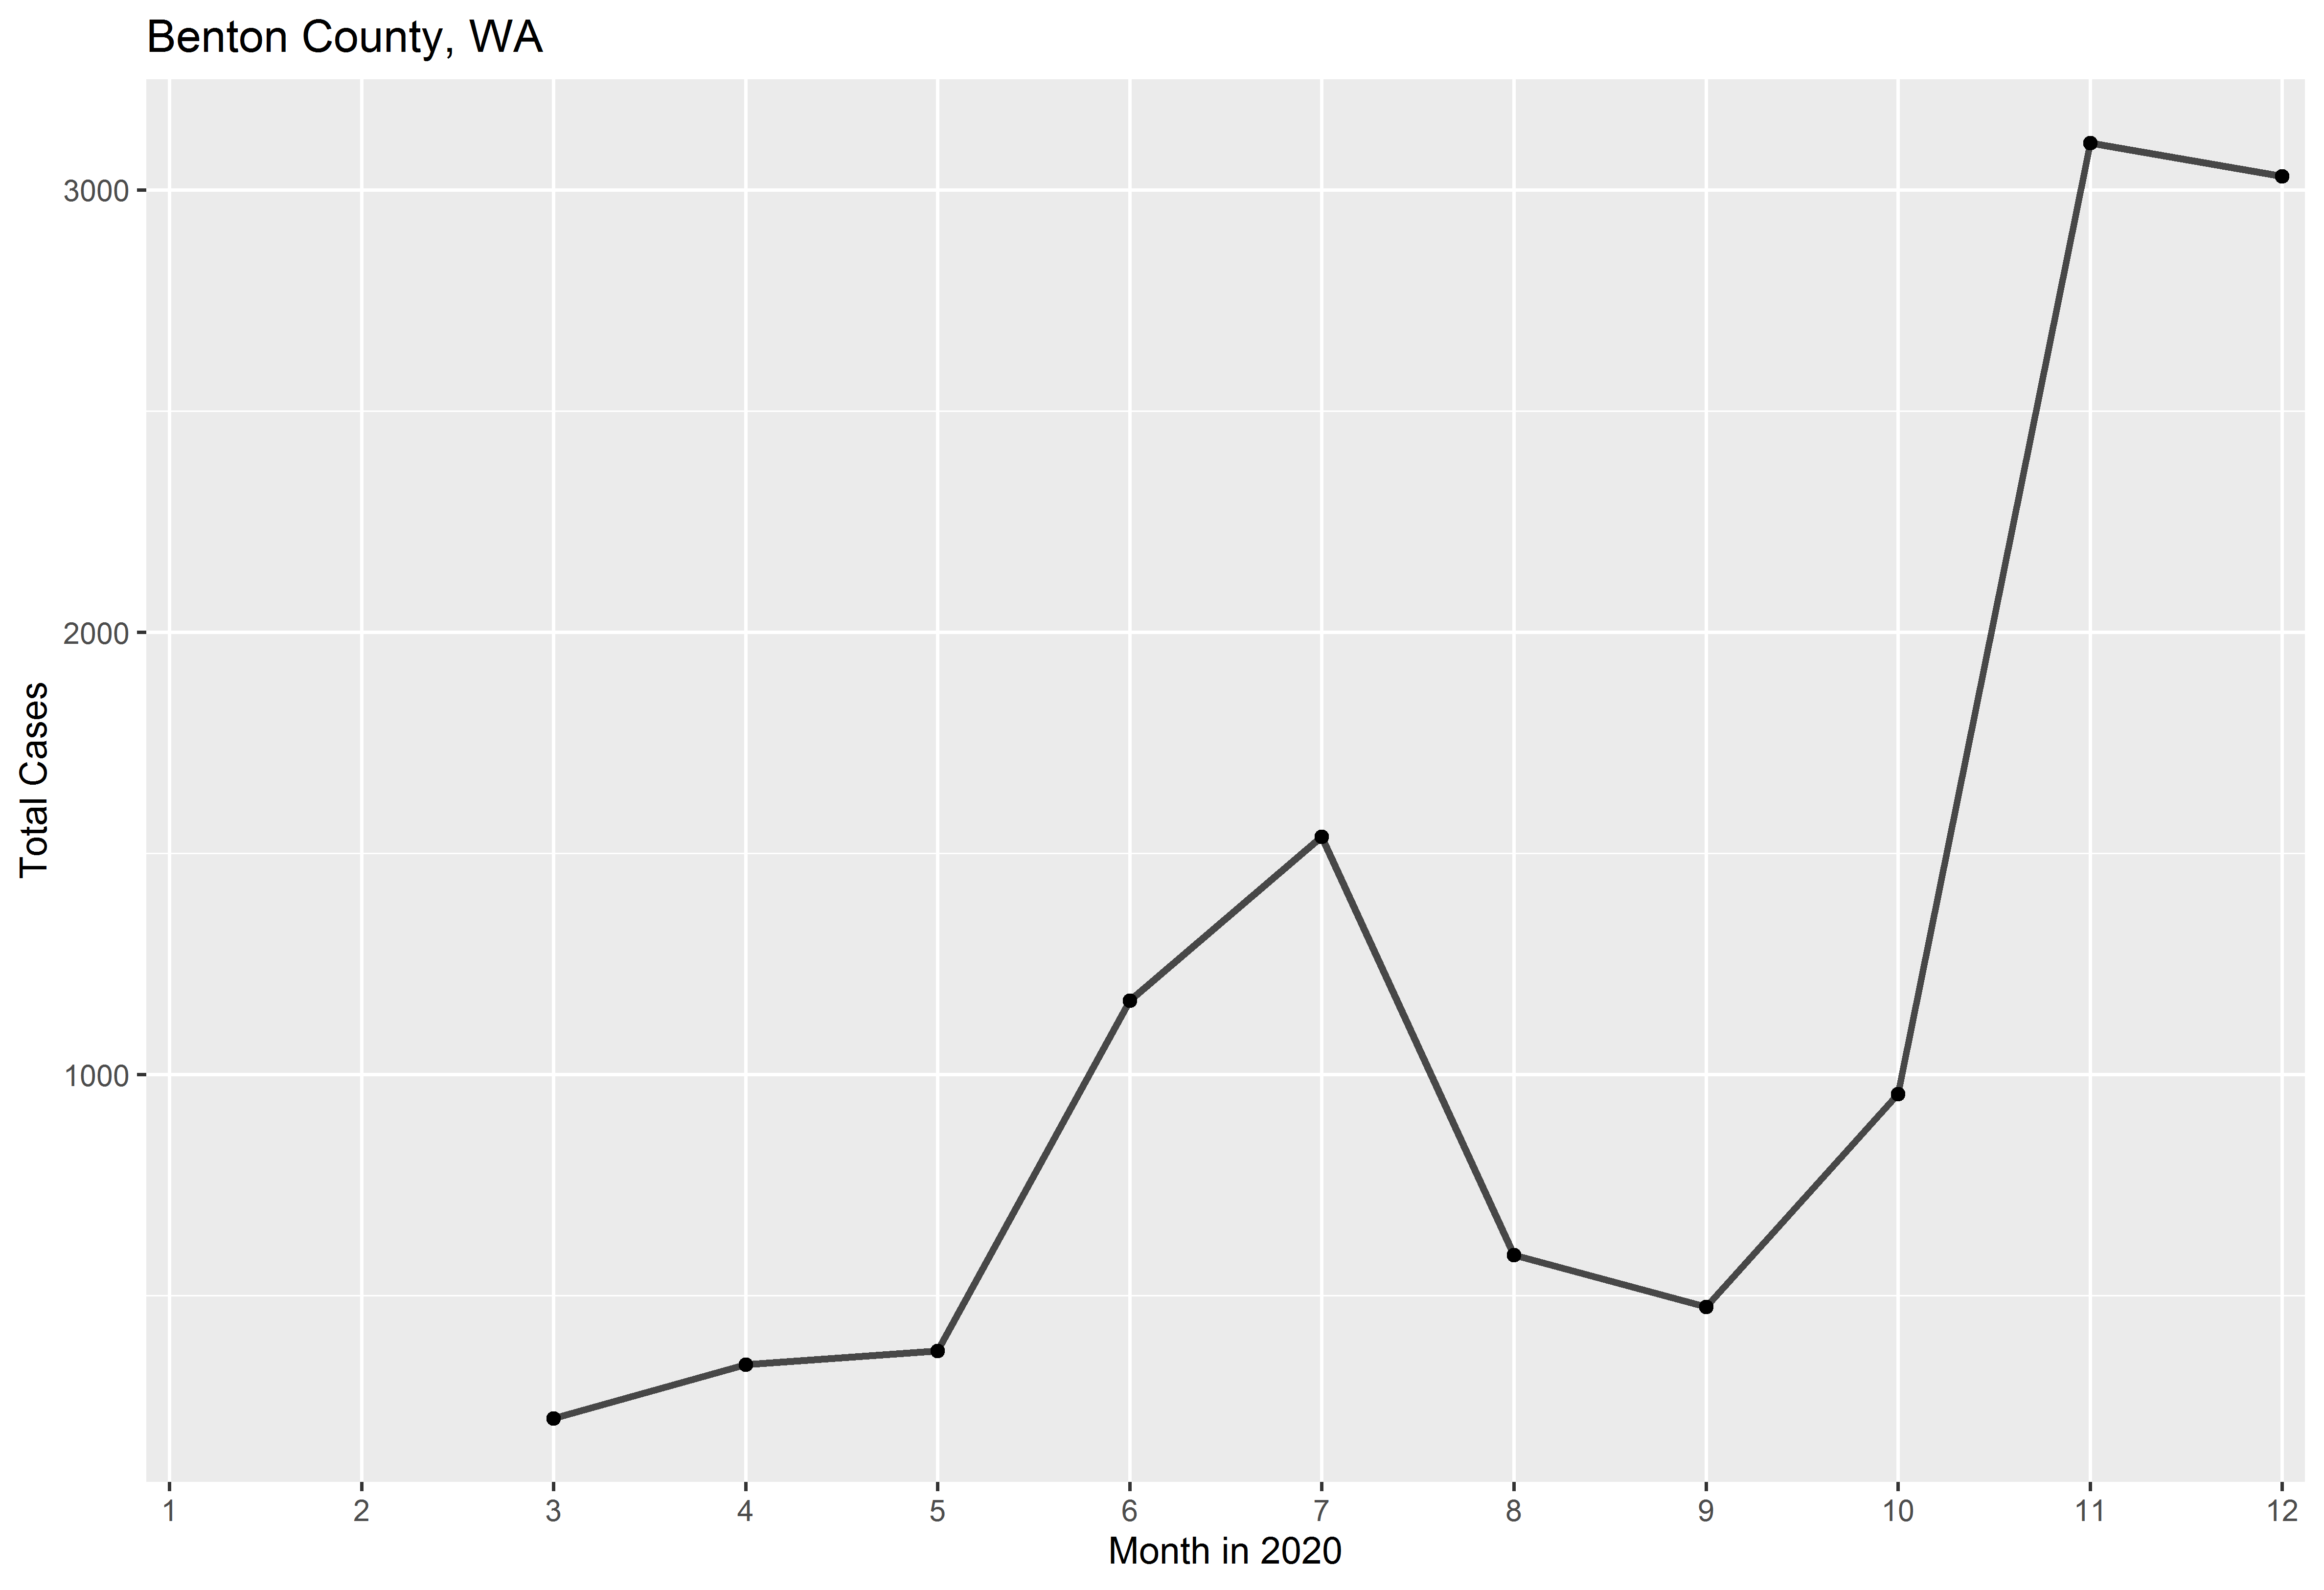 Benton County, WA
Total Cases
3000
2000
1000
1 2 3 4 5 6 7 8 9 10 11 12
Month in 2020